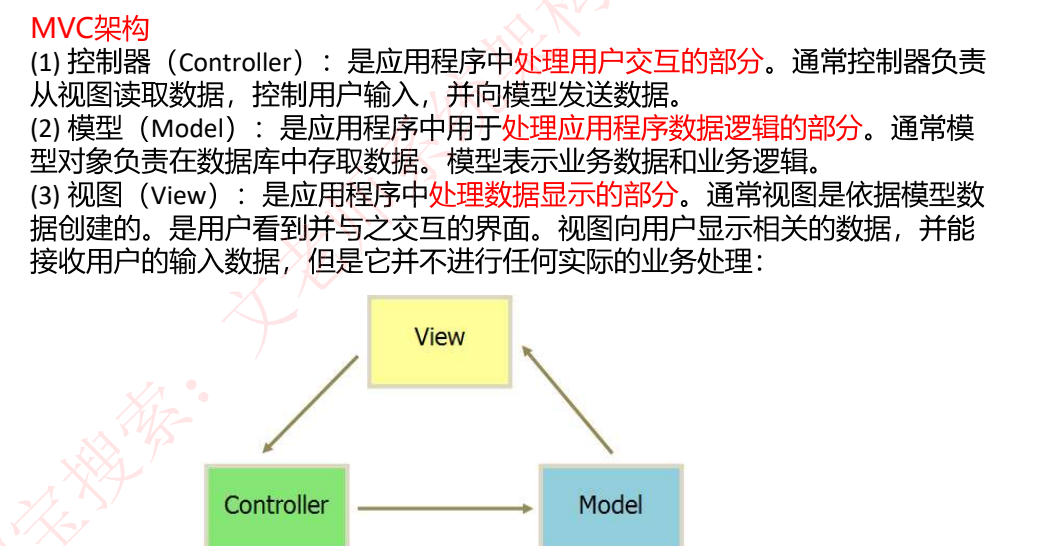 MVC架构
(1) 控制器（Controller）：是应用程序中处理用户交互的部分。通常控制器负责
从视图读取数据，控制用户输入，并向模型发送数据。
(2) 模型（Model）：是应用程序中用于处理应用程序数据逻辑的部分。通常模
型对象负责在数据库中存取数据。模型表示业务数据和业务逻辑。
(3) 视图（View）：是应用程序中处理数据显示的部分。通常视图是依据模型数
据创建的。是用户看到并与之交互的界面。视图向用户显示相关的数据，并能
接收用户的输入数据，但是它并不进行任何实际的业务处理：
View
Controller
Model